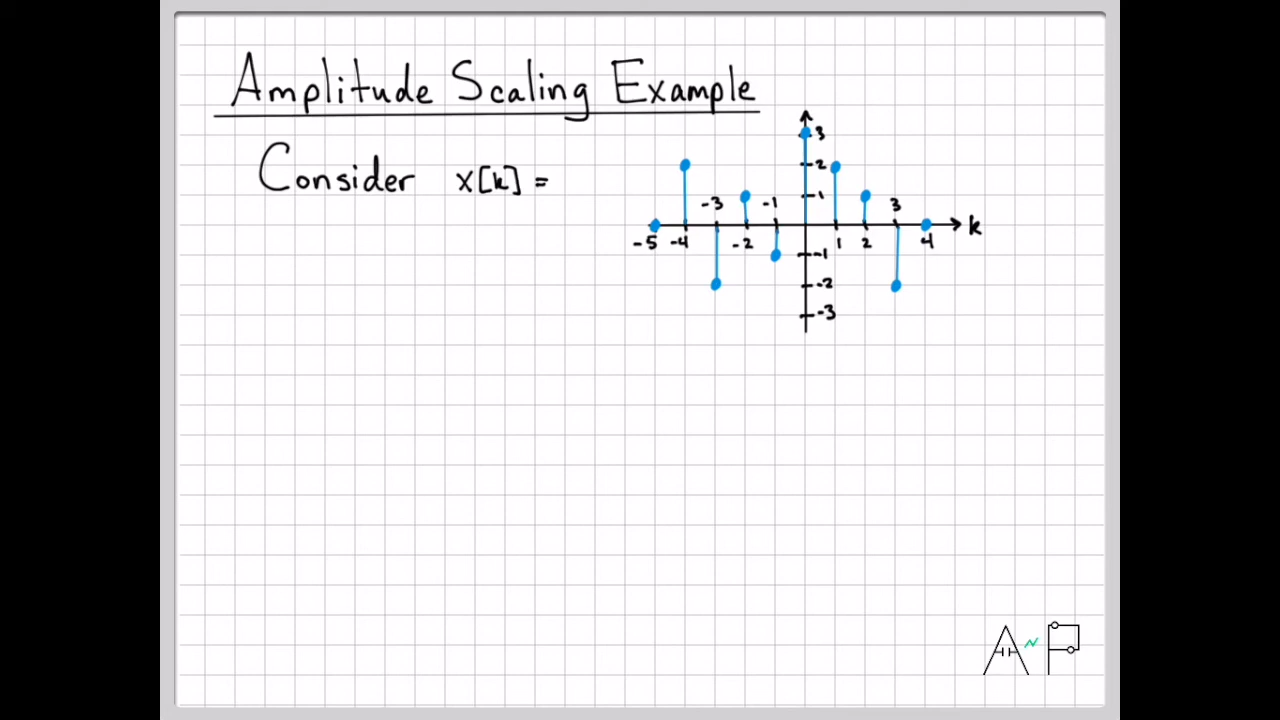 Amplitude Scaling Example
Consider x[k] =
3
2
1
-3 -1 3
k
-5 -4 -2 1 2 4
-1
-2
-3
AP